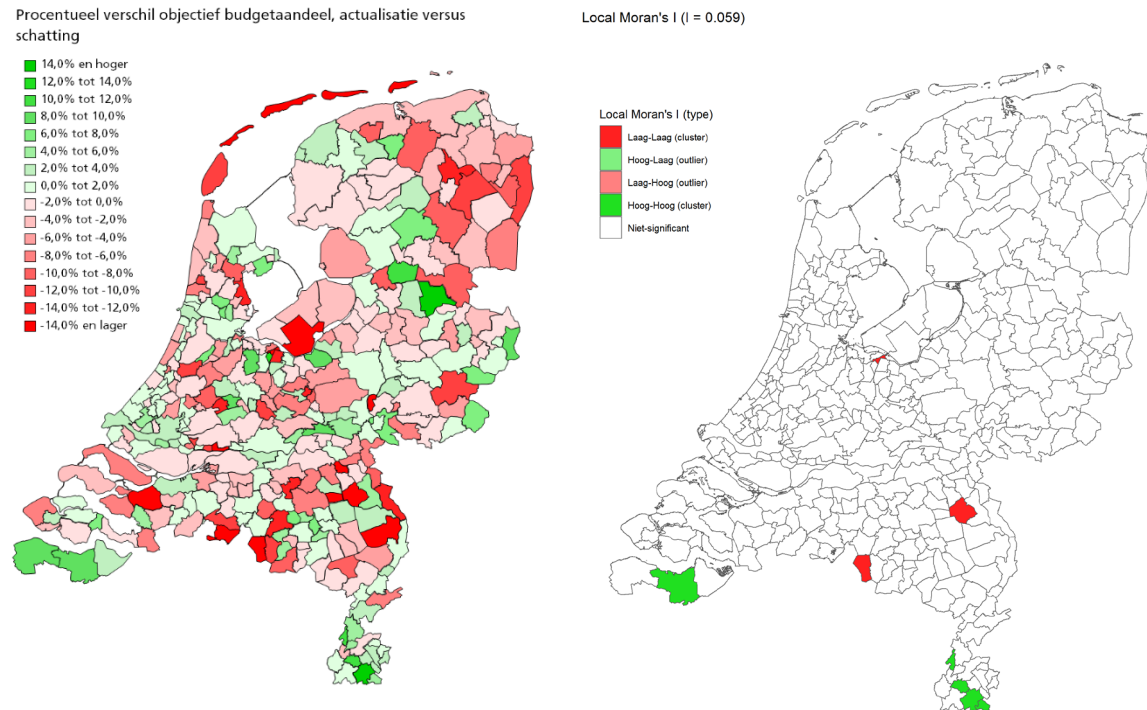 Procentueel verschil objectief budgetaandeel, actualisatie versus
schatting
14,0% en hoger
12,0% tot 14,0%
10,0% tot 12,0%
8,0% tot 10,0%
6,0% tot 8,0%
4,0% tot 6,0%
2,0% tot 4,0%
0,0% tot 2,0%
-2,0% tot 0,0%
-4,0% tot -2,0%
-6,0% tot -4,0%
-8,0% tot -6,0%
-10,0% tot -8,0%
-12,0% tot -10,0%
-14,0% tot -12,0%
-14,0% en lager
Local Moran's I (I = 0.059)
Local Moran's I (type)
Laag-Laag (cluster)
Hoog-Laag (outlier)
Laag-Hoog (outlier)
Hoog-Hoog (cluster)
Niet-significant